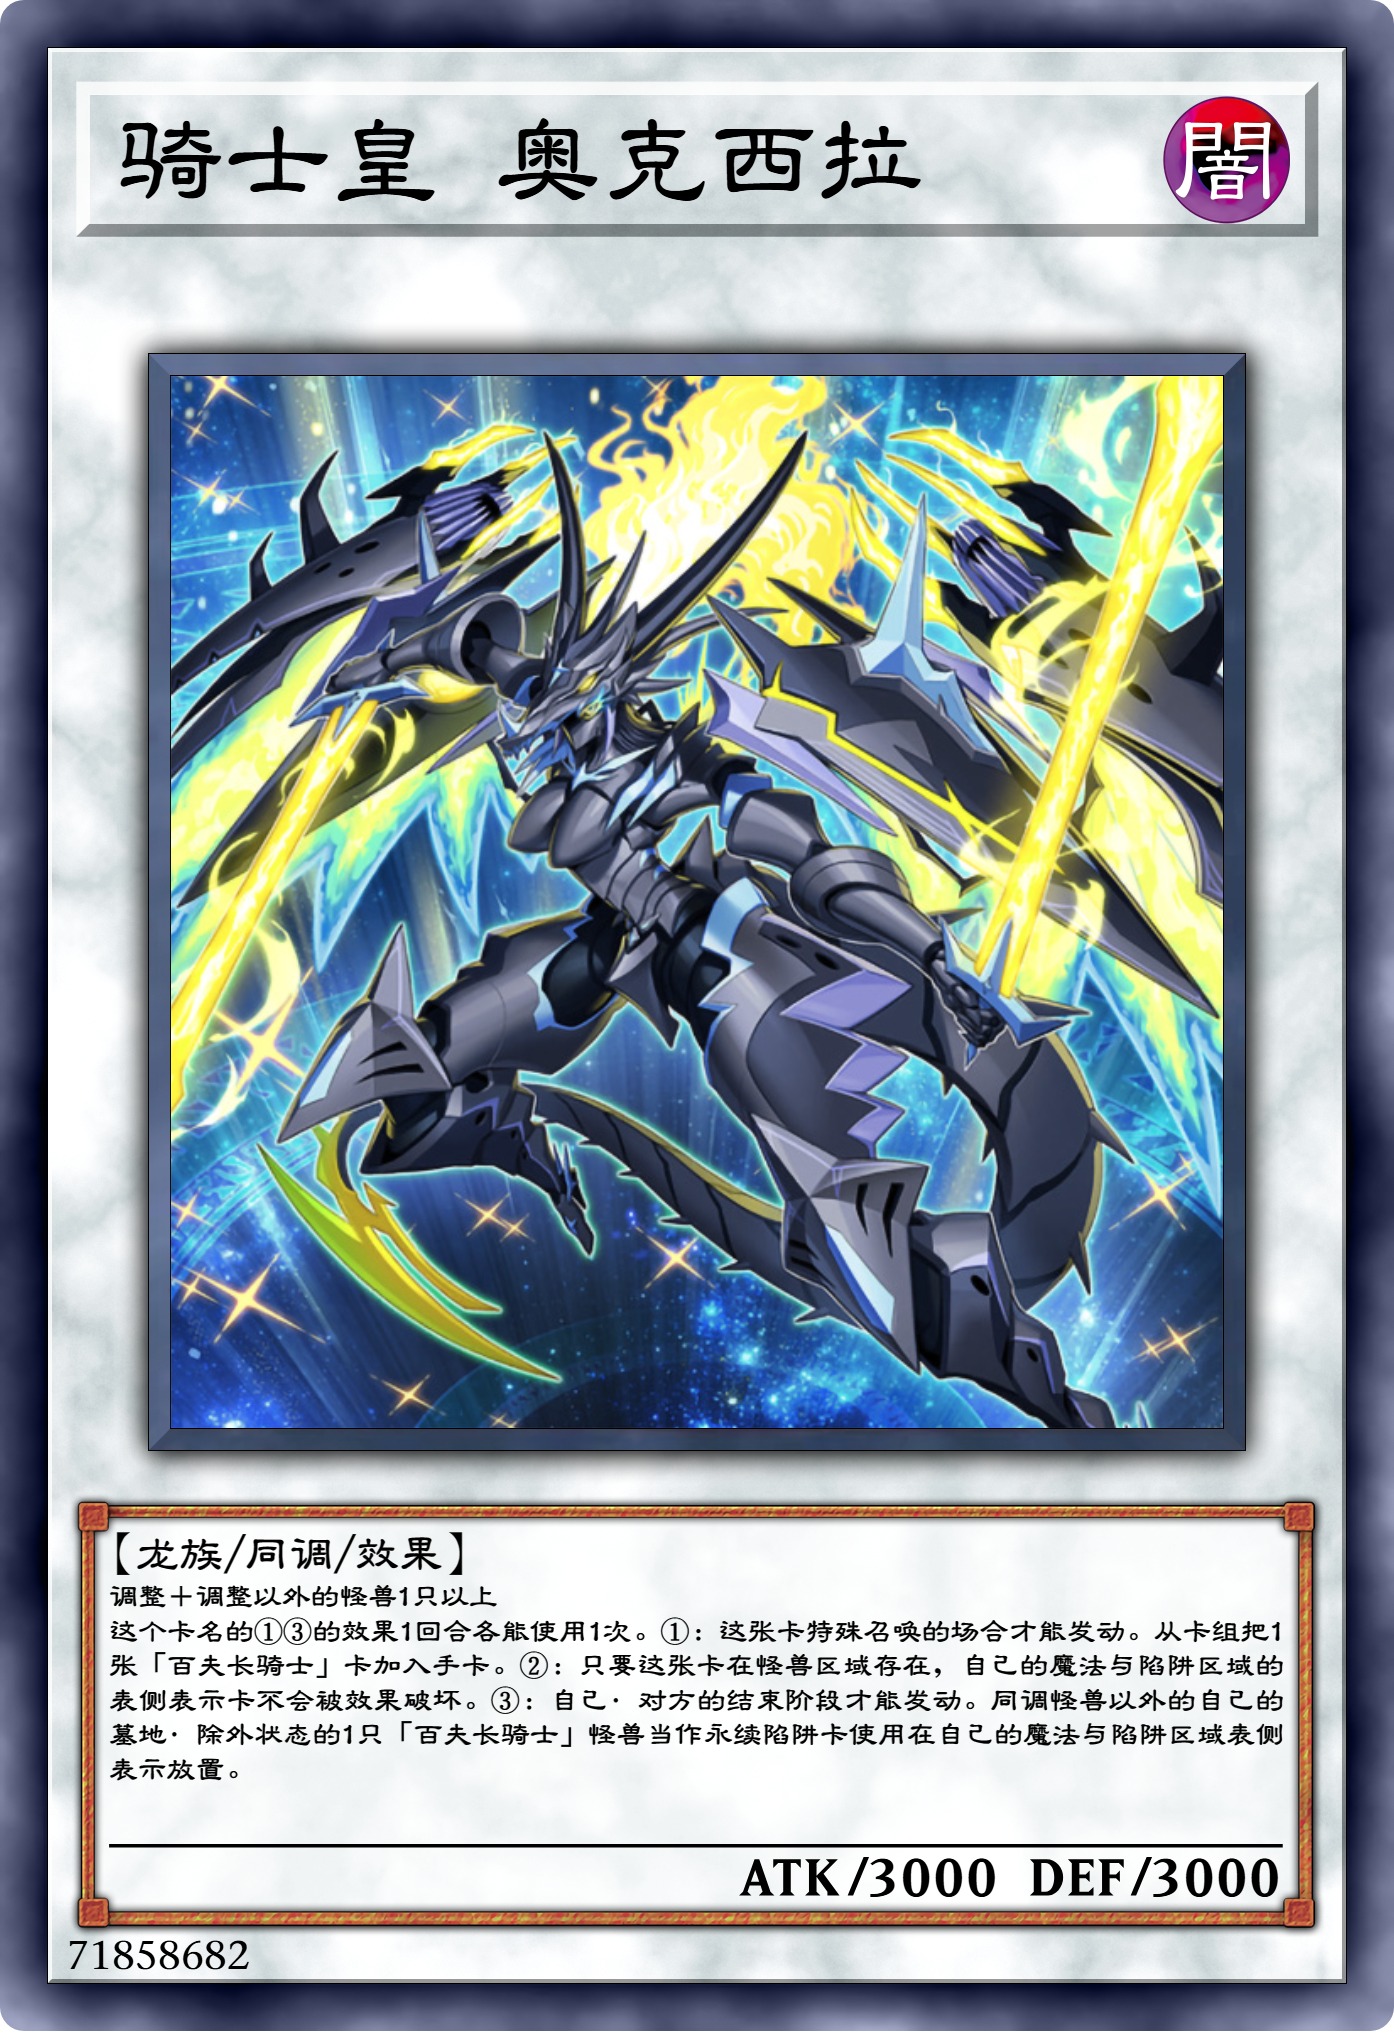 骑士皇 奥克西拉
闇
【龙族/同调/效果】
调整＋调整以外的怪兽1只以上
这个卡名的①③的效果1回合各能使用1次。①：这张卡特殊召唤的场合才能发动。从卡组把1
张「百夫长骑士」卡加入手卡。②：只要这张卡在怪兽区域存在，自己的魔法与陷阱区域的
表侧表示卡不会被效果破坏。③：自己·对方的结束阶段才能发动。同调怪兽以外的自己的
墓地·除外状态的1只「百夫长骑士」怪兽当作永续陷阱卡使用在自己的魔法与陷阱区域表侧
表示放置。
ATK/3000 DEF/3000
71858682